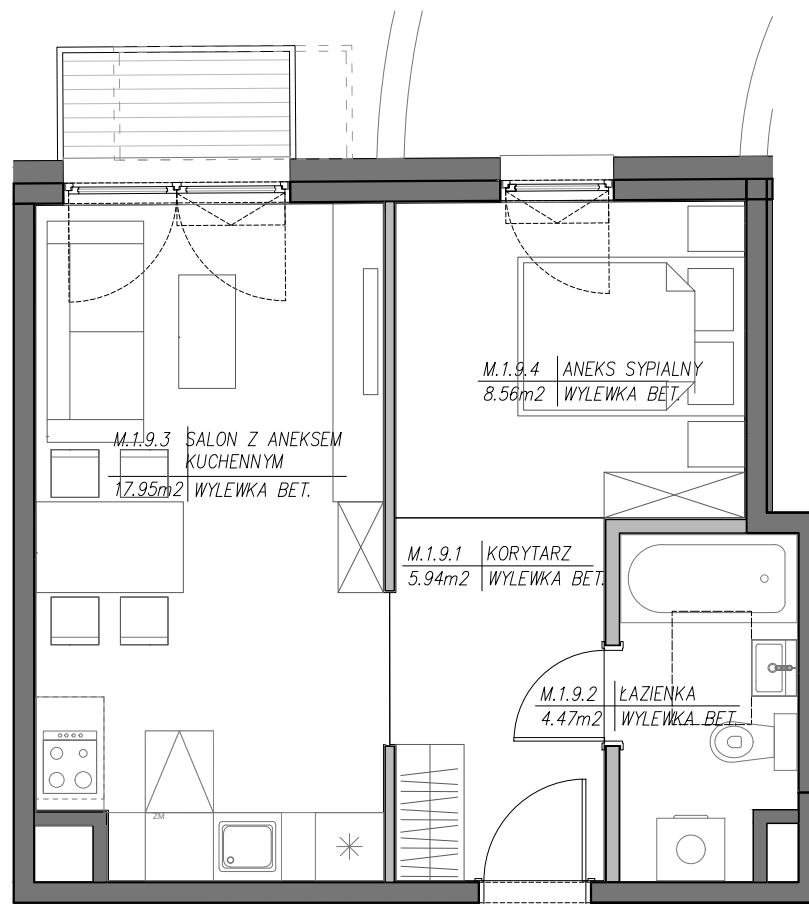 M.1.9.4 ANEKS SYPIALNY
8.56m2 WYLEWKA BET.
M.1.9.3 SALON Z ANEKSEM
KUCHENNYM
17.95m2 WYLEWKA BET.
M.1.9.1 KORYTARZ
5.94m2 WYLEWKA BET.
M.1.9.2 ŁAZIENKA
4.47m2 WYLEWKA BET.
ZM